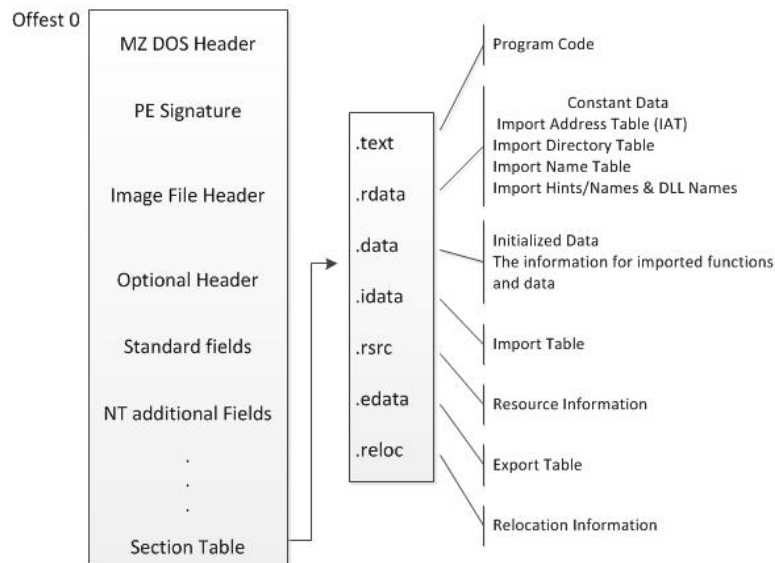 Offest 0
MZ DOS Header
PE Signature
Image File Header
Optional Header
Standard fields
NT additional Fields
.
.
.
Section Table
.text
.rdata
.data
.idata
.rsrc
.edata
.reloc
Program Code
Constant Data
Import Address Table (IAT)
Import Directory Table
Import Name Table
Import Hints/Names & DLL Names
Initialized Data
The information for imported functions
and data
Import Table
Resource Information
Export Table
Relocation Information